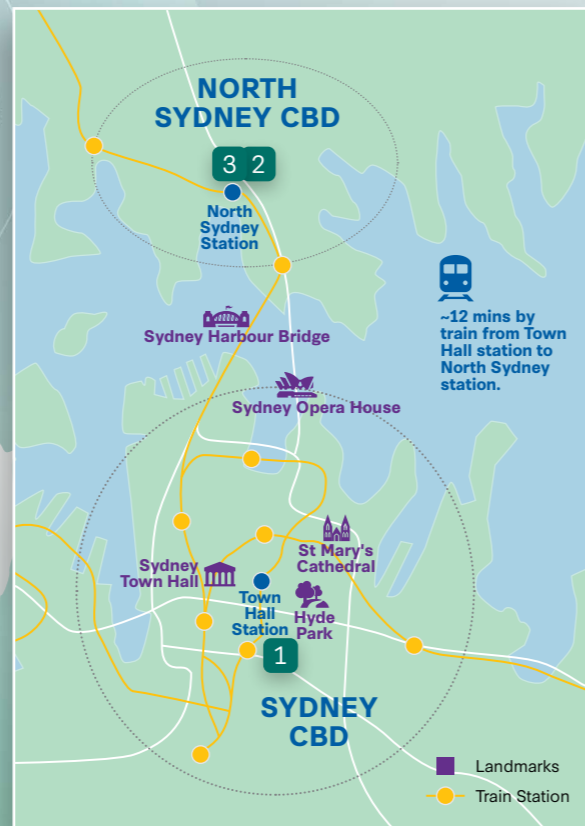 NORTH
SYDNEY CBD
3 2
North
Sydney
Station
~12 mins by
train from Town
Hall station to
North Sydney
station.
Sydney Harbour Bridge
Sydney Opera House
St Mary's
Cathedral
Sydney
Town Hall
Town
Hall
Station
Hyde
Park
1
SYDNEY
CBD
Landmarks
Train Station